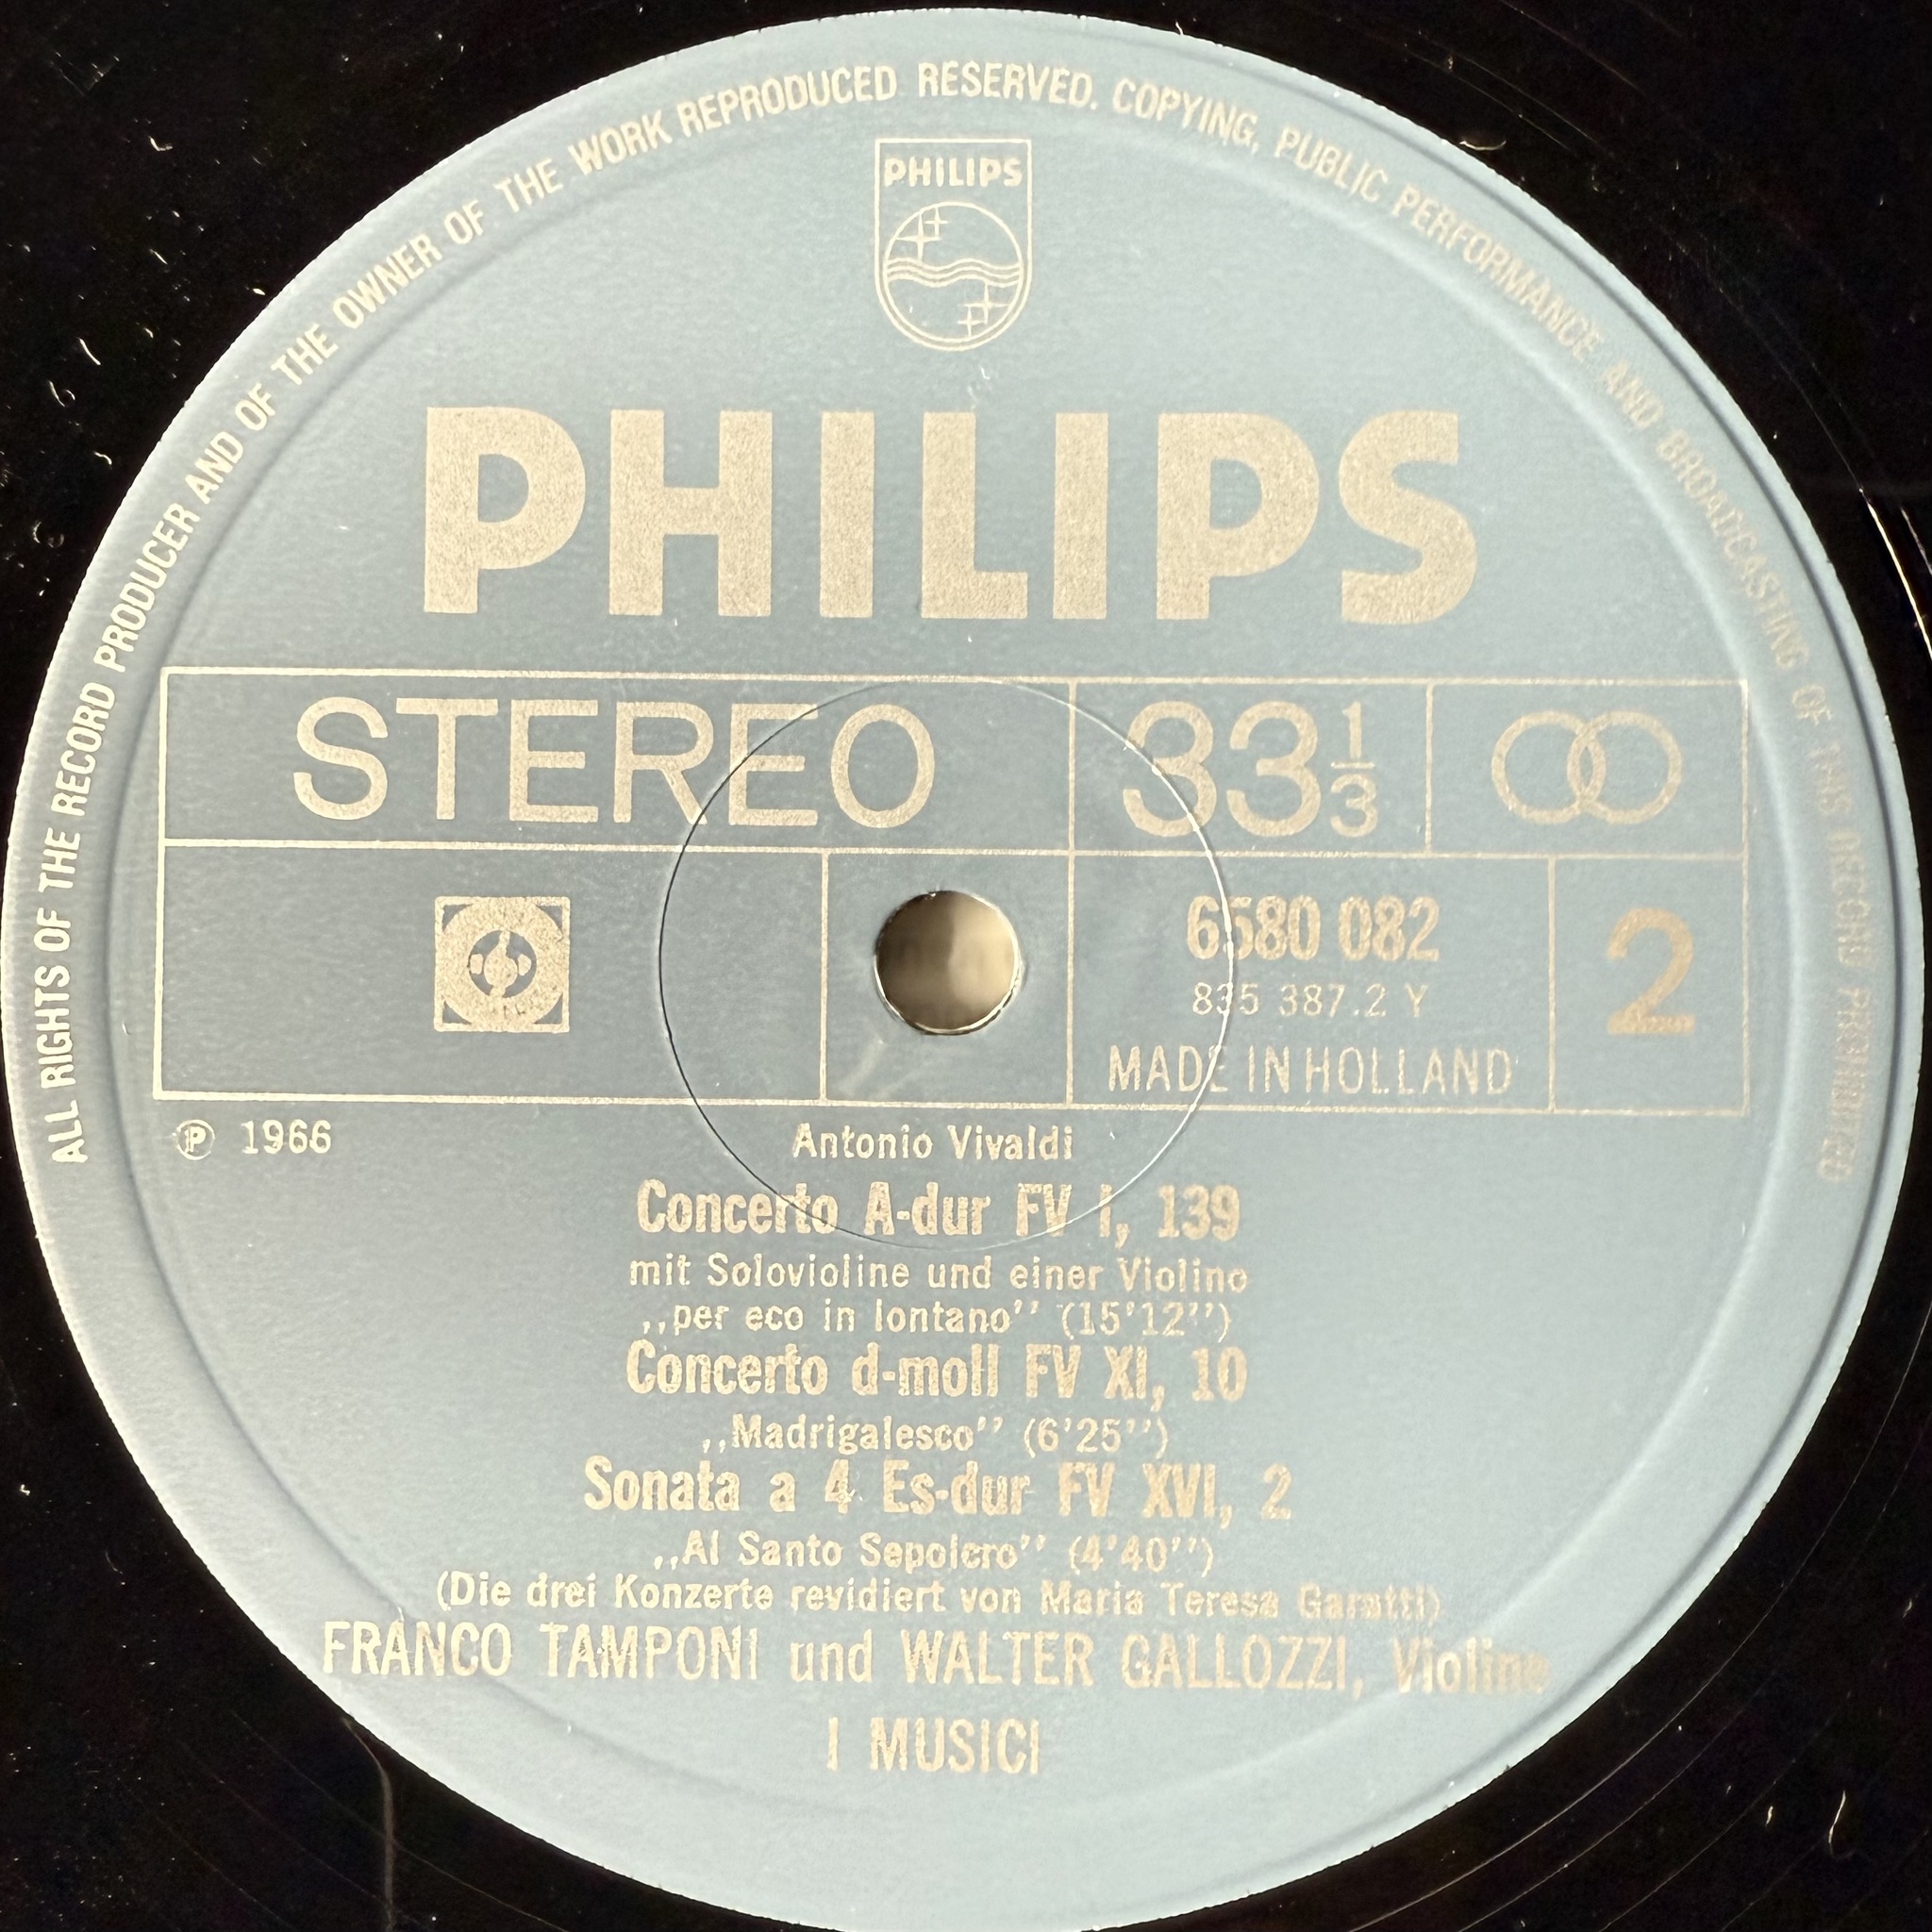 ALL RIGHTS OF THE RECORD PRODUCER AND OF THE OWNER OF THE WORK REPRODUCED RESERVED. COPYING, PUBLIC PERFORMANCE AND BROADCASTING OF THIS RECORD PROHIBITED
PHILIPS
PHILIPS
STEREO
33 1/3
6580 082
835 387.2 Y
MADE IN HOLLAND
2
℗ 1966
Antonio Vivaldi
Concerto A-dur FV I, 139
mit Solovioline und einer Violine
,,per eco in lontano'' (15'12'')
Concerto d-moll FV XI, 10
,,Madrigalesco'' (6'25'')
Sonata a 4 Es-dur FV XVI, 2
,,Al Santo Sepolcro'' (4'40'')
(Die drei Konzerte revidiert von Maria Teresa Garatti)
FRANCO TAMPONI und WALTER GALLOZZI, Violine
I MUSICI